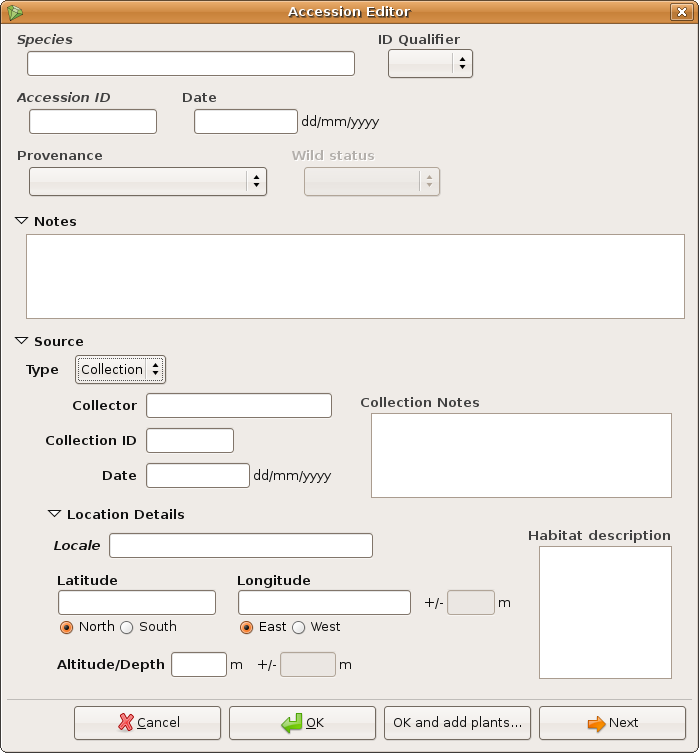 Accession Editor
Species
ID Qualifier
Accession ID
Date
dd/mm/yyyy
Provenance
Wild status
Notes
Source
Type
Collection
Collector
Collection Notes
Collection ID
Date
dd/mm/yyyy
Location Details
Habitat description
Locale
Latitude
Longitude
+/-
m
North
South
East
West
Altitude/Depth
m
+/-
m
Cancel
OK
OK and add plants...
Next